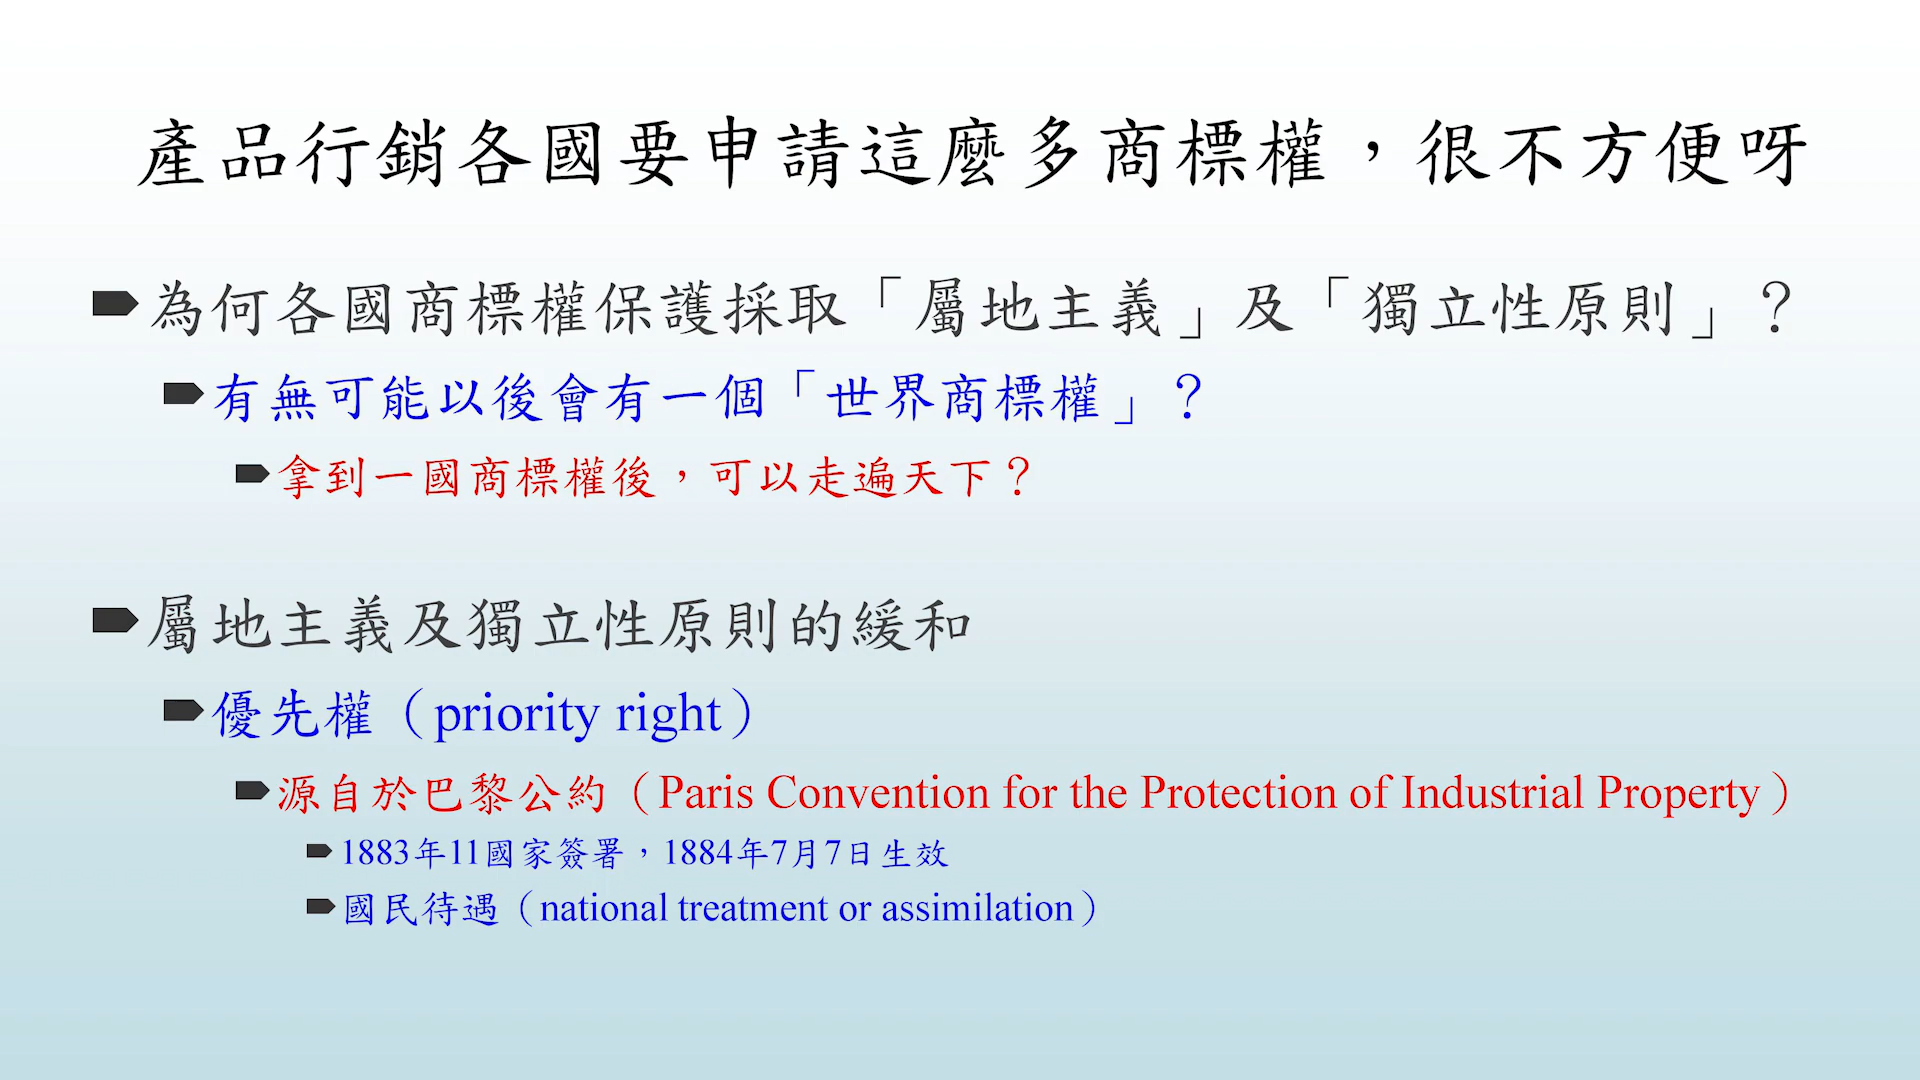 產品行銷各國要申請這麼多商標權，很不方便呀
為何各國商標權保護採取「屬地主義」及「獨立性原則」？
有無可能以後會有一個「世界商標權」？
拿到一國商標權後，可以走遍天下？
屬地主義及獨立性原則的緩和
優先權（priority right）
源自於巴黎公約（Paris Convention for the Protection of Industrial Property）
1883年11國家簽署，1884年7月7日生效
國民待遇（national treatment or assimilation）